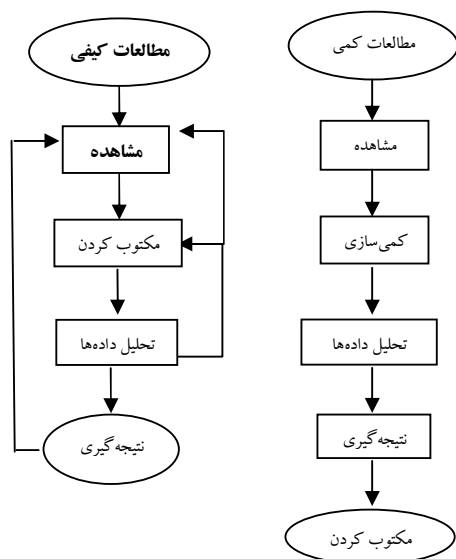 مطالعات کیفی
مشاهده
مکتوب کردن
تحلیل داده‌ها
نتیجه‌گیری
مطالعات کمی
مشاهده
کمی‌سازی
تحلیل داده‌ها
نتیجه‌گیری
مکتوب کردن